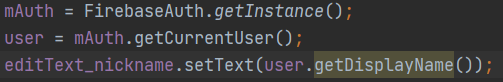 mAuth = FirebaseAuth.getInstance();
user = mAuth.getCurrentUser();
editText_nickname.setText(user.getDisplayName());